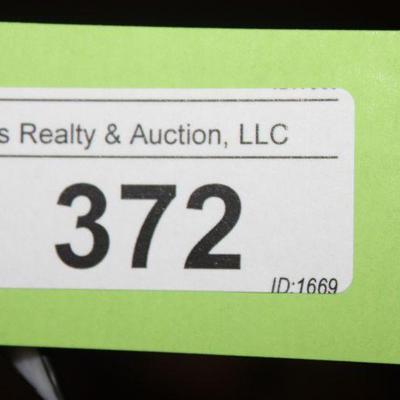 s Realty & Auction, LLC
372
ID:1669